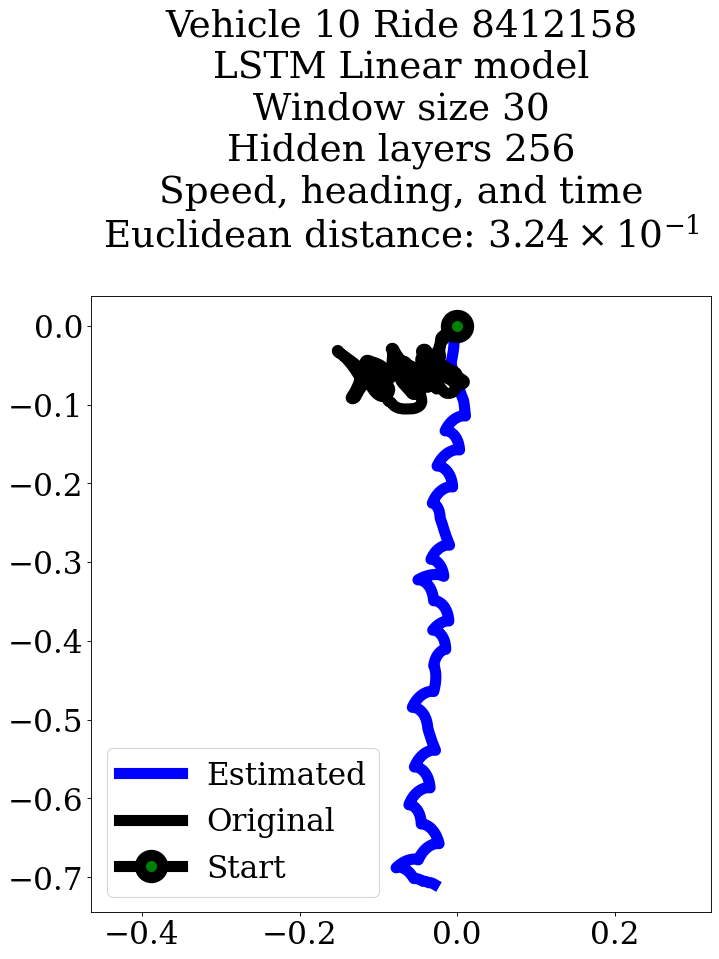 Vehicle 10 Ride 8412158
LSTM Linear model
Window size 30
Hidden layers 256
Speed, heading, and time
Euclidean distance: 3.24 × 10⁻¹
0.0
−0.1
−0.2
−0.3
−0.4
−0.5
−0.6
−0.7
Estimated
Original
Start
−0.4 −0.2 0.0 0.2